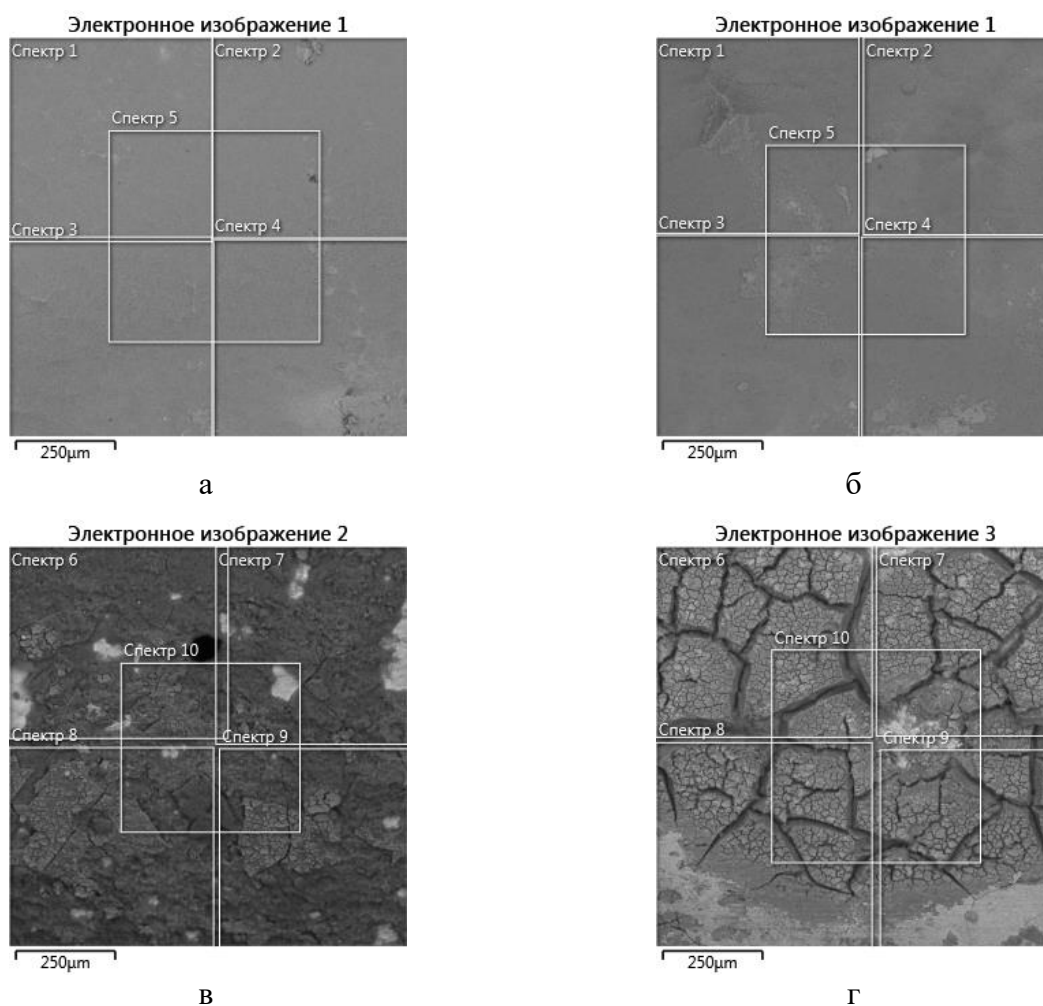 Электронное изображение 1
Спектр 1
Спектр 2
Спектр 5
Спектр 3
Спектр 4
250µm
а
Электронное изображение 1
Спектр 1
Спектр 2
Спектр 5
Спектр 3
Спектр 4
250µm
б
Электронное изображение 2
Спектр 6
Спектр 7
Спектр 10
Спектр 8
Спектр 9
250µm
в
Электронное изображение 3
Спектр 6
Спектр 7
Спектр 10
Спектр 8
Спектр 9
250µm
г